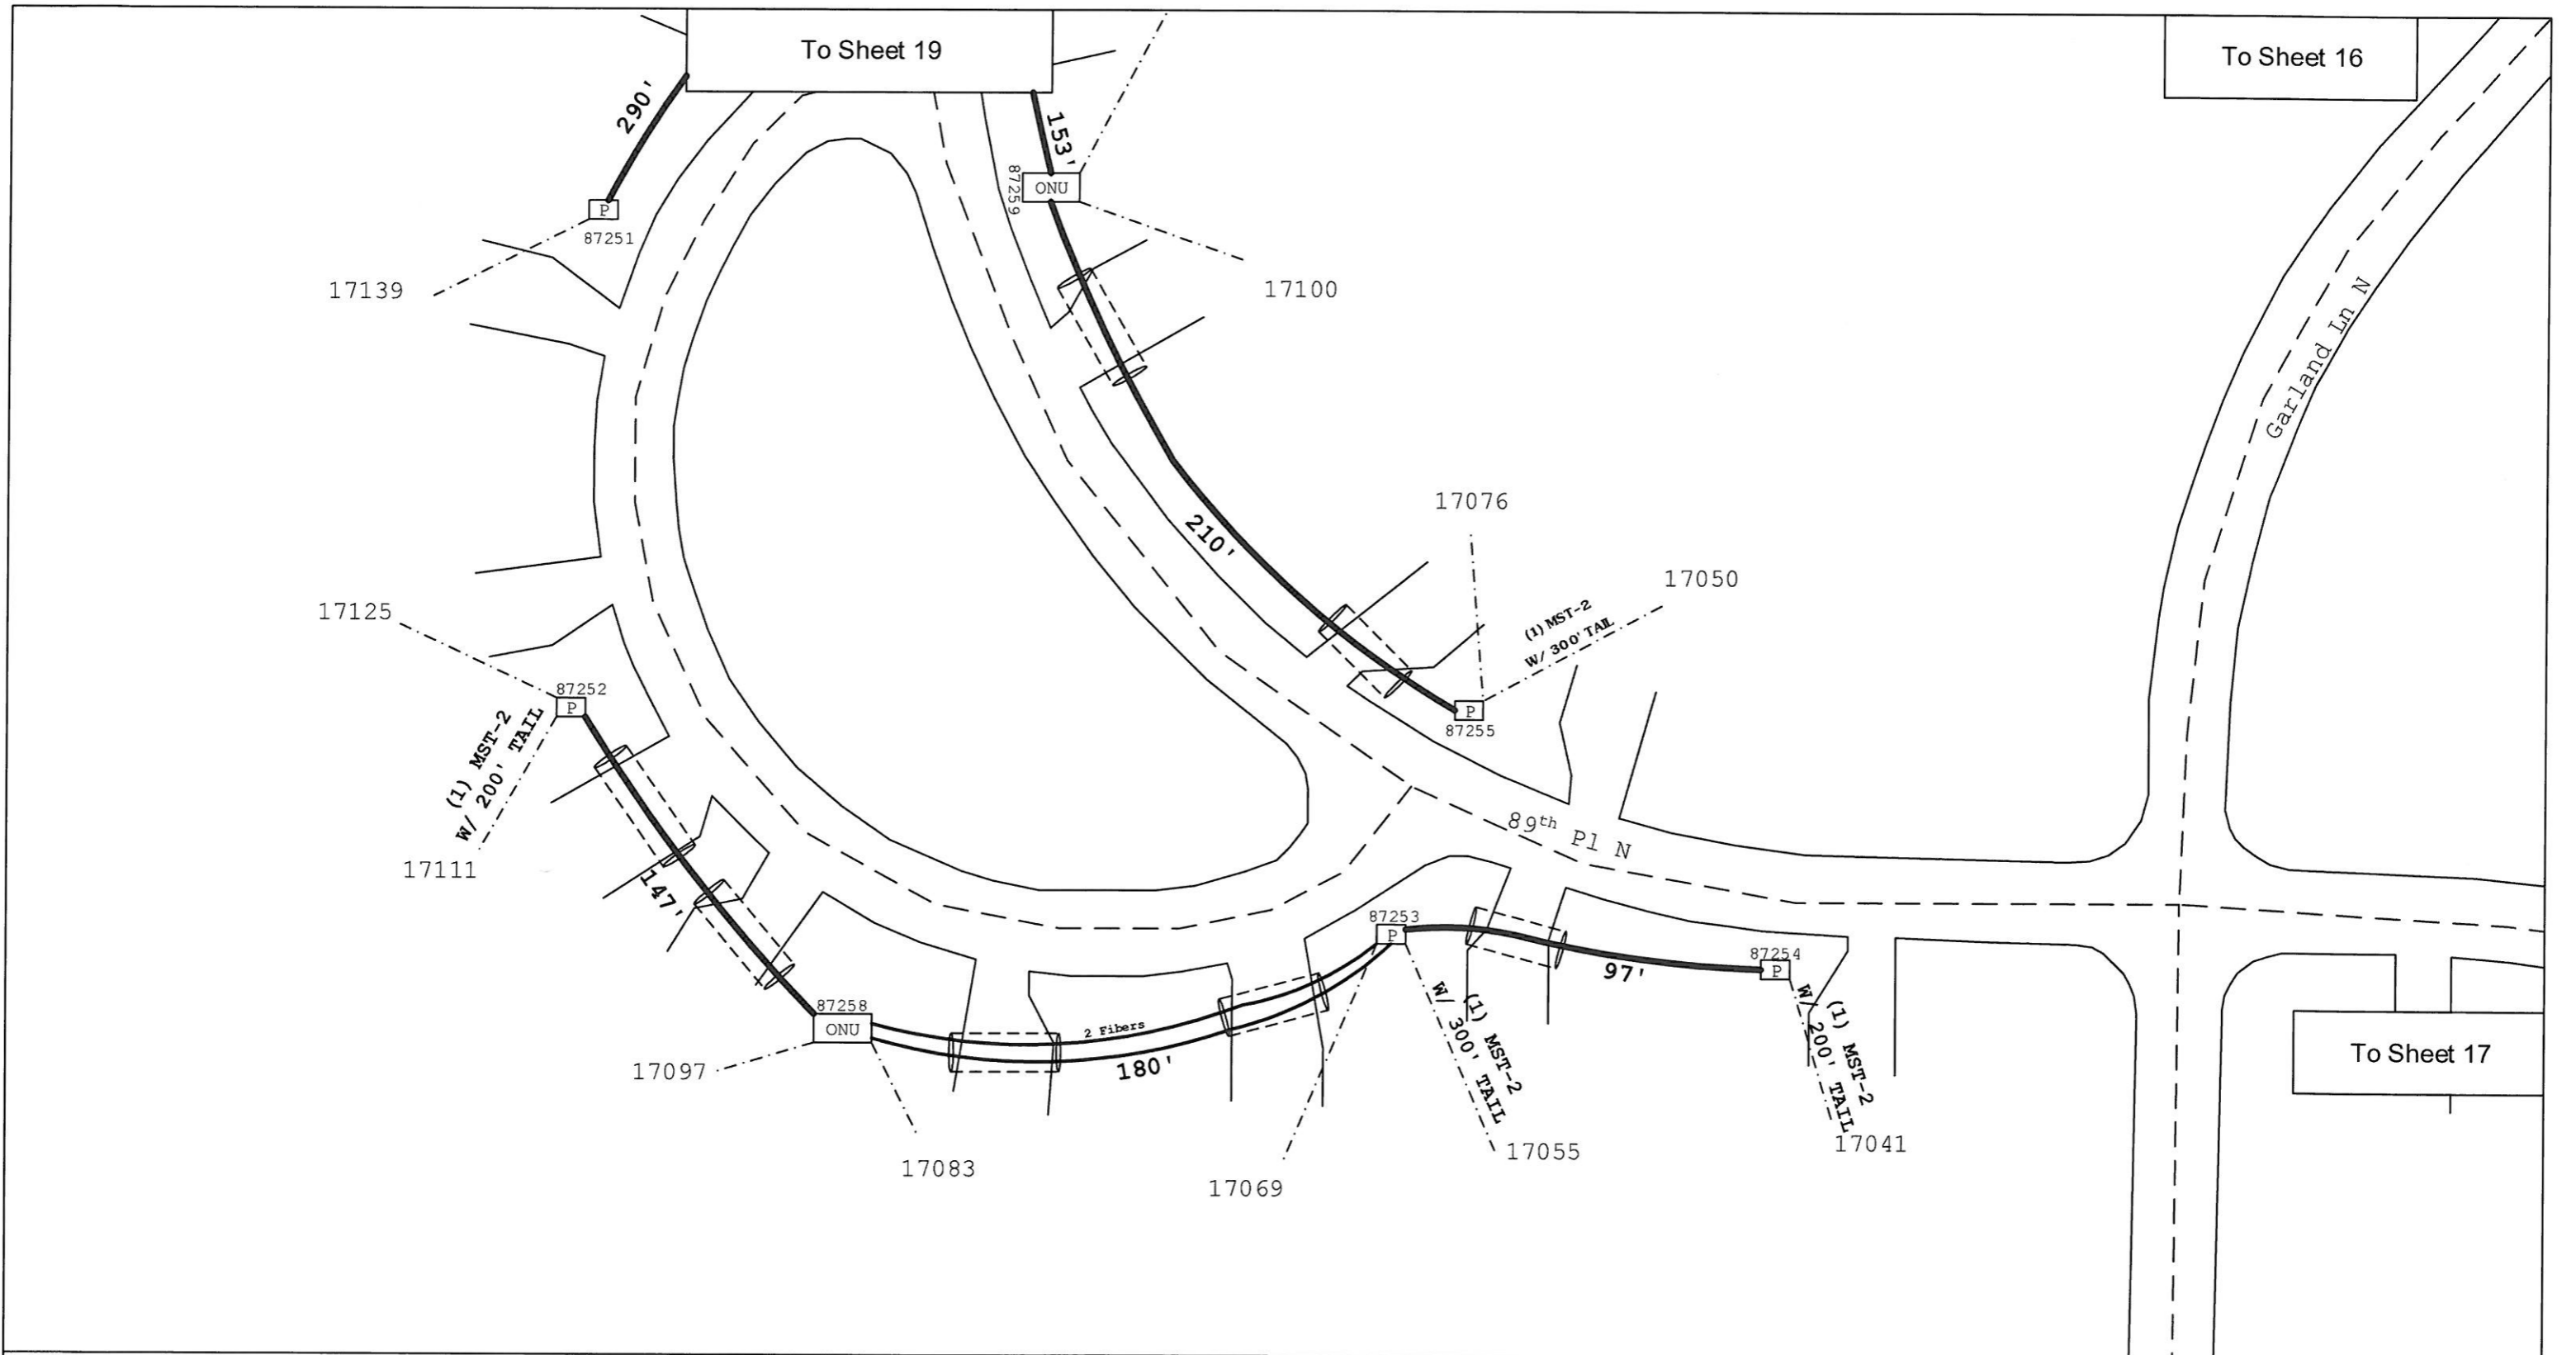 To Sheet 19
To Sheet 16
290'
153'
87259
ONU
P
87251
17139
17100
Garland Ln N
17076
210'
17050
(1) MST-2
W/ 300' TAIL
17125
87252
P
P
87255
(1) MST-2
W/ 200' TAIL
89th Pl N
17111
147'
87253
P
87254
P
97'
87258
ONU
2 Fibers
180'
(1) MST-2
W/ 300' TAIL
(1) MST-2
W/ 200' TAIL
To Sheet 17
17097
17083
17069
17055
17041